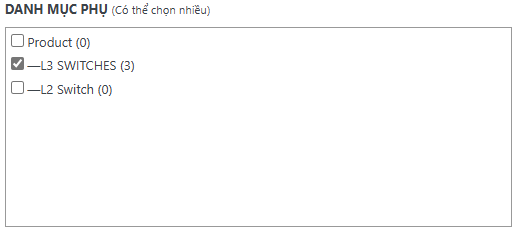 DANH MỤC PHỤ (Có thể chọn nhiều)
Product (0)
—L3 SWITCHES (3)
—L2 Switch (0)